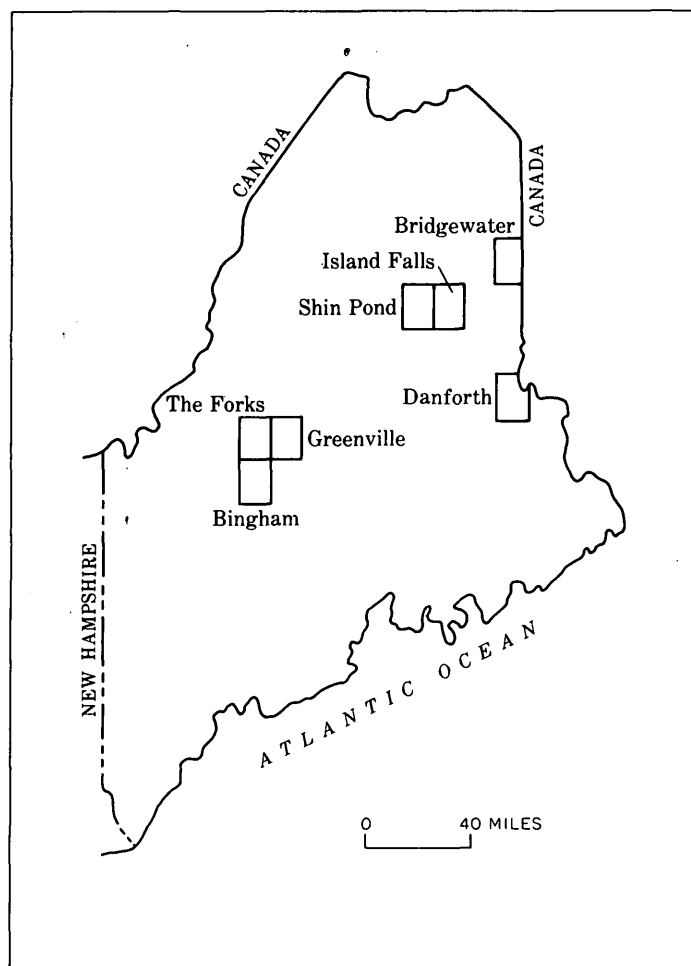 CANADA
CANADA
Bridgewater
Island Falls
Shin Pond
Danforth
The Forks
Greenville
Bingham
NEW HAMPSHIRE
ATLANTIC OCEAN
0 40 MILES